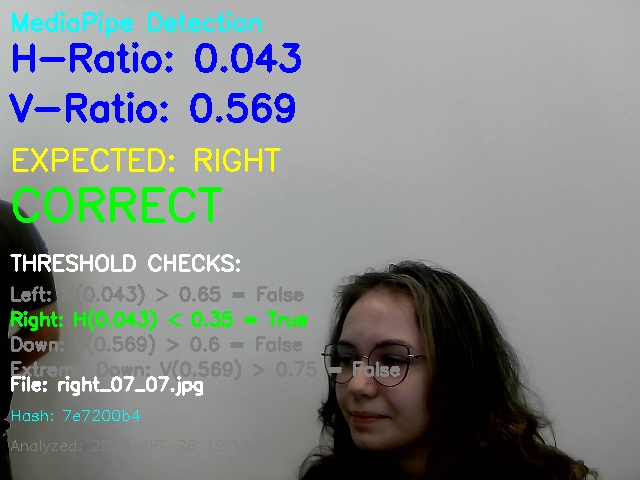 MediaPipe Detection
H-Ratio: 0.043
V-Ratio: 0.569
EXPECTED: RIGHT
CORRECT
THRESHOLD CHECKS:
Left: (0.043) > 0.65 = False
Right: H(0.043) < 0.35 = True
Down: (0.569) > 0.6 = False
Extrem Down: V(0.569) > 0.75 = False
File: right_07_07.jpg
Hash: 7e7200b4
Analyzed: